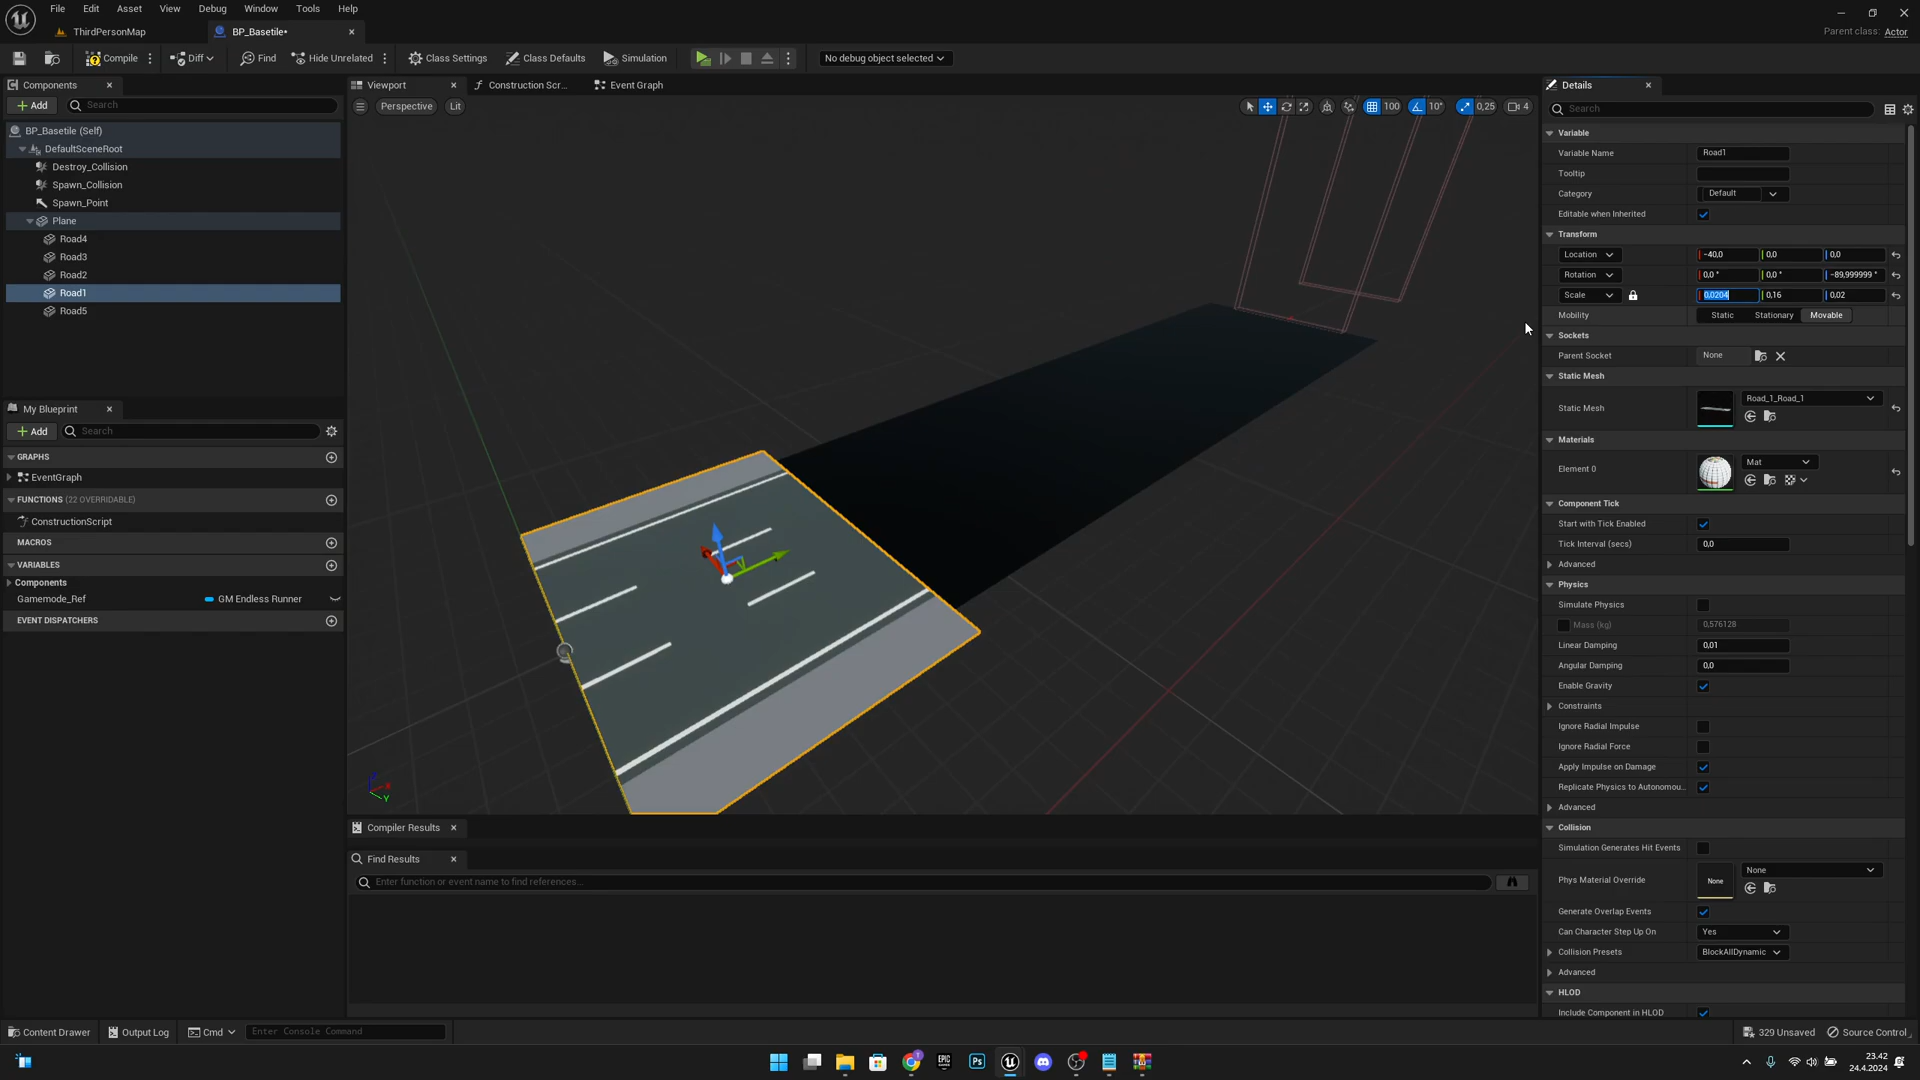 File Edit Asset View Debug Window Tools Help
ThirdPersonMap
BP_Basetile•
Parent class: Actor
Compile
Diff
Find
Hide Unrelated
Class Settings
Class Defaults
Simulation
No debug object selected
Components
Add
Search
BP_Basetile (Self)
DefaultSceneRoot
Destroy_Collision
Spawn_Collision
Spawn_Point
Plane
Road4
Road3
Road2
Road1
Road5
My Blueprint
Add
Search
GRAPHS
EventGraph
FUNCTIONS (22 OVERRIDABLE)
ConstructionScript
MACROS
VARIABLES
Components
Gamemode_Ref GM Endless Runner
EVENT DISPATCHERS
Viewport
Construction Scr...
Event Graph
Perspective
Lit
100
10°
0,25
4
Compiler Results
Find Results
Enter function or event name to find references...
Details
Search
Variable
Variable Name Road1
Tooltip
Category Default
Editable when Inherited
Transform
Location -40,0 0,0 0,0
Rotation 0,0 ° 0,0 ° -89,999999 °
Scale 0,0204 0,16 0,02
Mobility Static Stationary Movable
Sockets
Parent Socket None
Static Mesh
Static Mesh Road_1_Road_1
Materials
Element 0 Mat
Component Tick
Start with Tick Enabled
Tick Interval (secs) 0,0
Advanced
Physics
Simulate Physics
Mass (kg) 0,576128
Linear Damping 0,01
Angular Damping 0,0
Enable Gravity
Constraints
Ignore Radial Impulse
Ignore Radial Force
Apply Impulse on Damage
Replicate Physics to Autonomou...
Advanced
Collision
Simulation Generates Hit Events
Phys Material Override None None
Generate Overlap Events
Can Character Step Up On Yes
Collision Presets BlockAllDynamic
Advanced
HLOD
Include Component in HLOD
Content Drawer
Output Log
Cmd
Enter Console Command
329 Unsaved
Source Control
EPIC
Ps
23.42
24.4.2024